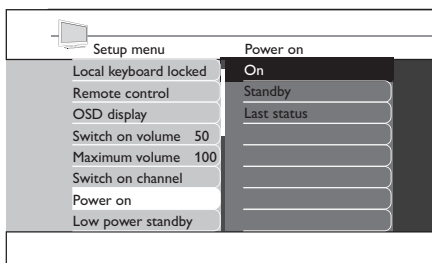 Setup menu
Power on
Local keyboard locked
On
Remote control
Standby
OSD display
Last status
Switch on volume 50
Maximum volume 100
Switch on channel
Power on
Low power standby